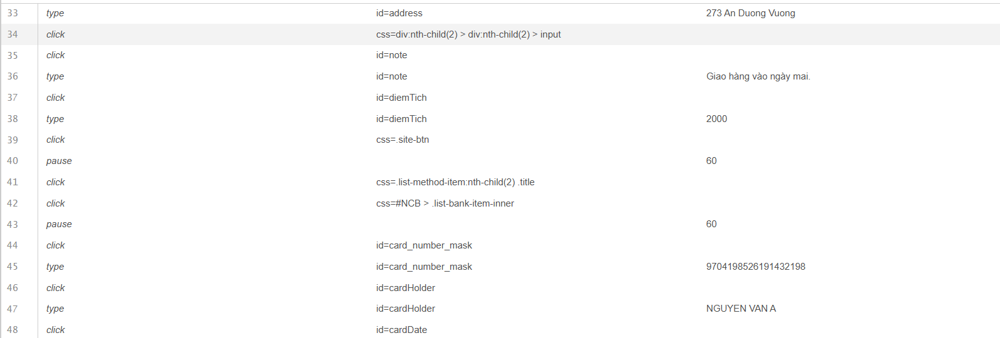 33 type id=address 273 An Duong Vuong
34 click css=div:nth-child(2) > div:nth-child(2) > input
35 click id=note
36 type id=note Giao hàng vào ngày mai.
37 click id=diemTich
38 type id=diemTich 2000
39 click css=.site-btn
40 pause 60
41 click css=.list-method-item:nth-child(2) .title
42 click css=#NCB > .list-bank-item-inner
43 pause 60
44 click id=card_number_mask
45 type id=card_number_mask 9704198526191432198
46 click id=cardHolder
47 type id=cardHolder NGUYEN VAN A
48 click id=cardDate